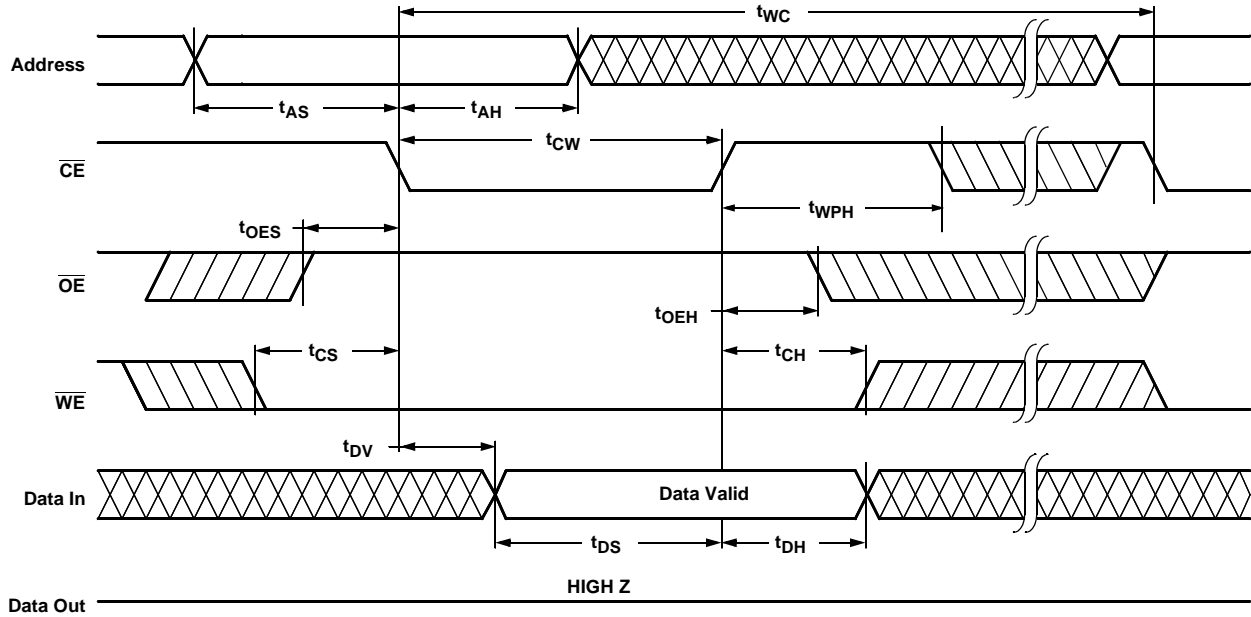 tWC
Address
tAS
tAH
tCW
CE
tWPH
tOES
OE
tOEH
tCS
tCH
WE
tDV
Data In
Data Valid
tDS
tDH
HIGH Z
Data Out